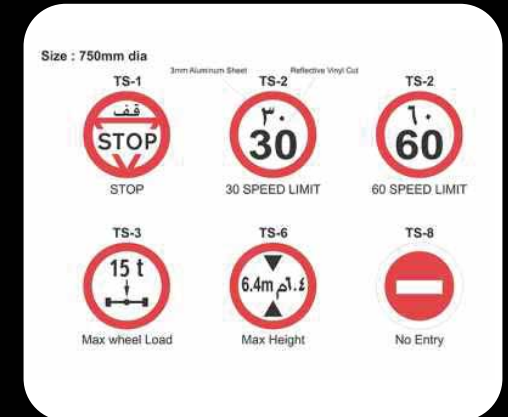 Size : 750mm dia
3mm Aluminum Sheet
Reflective Vinyl Cut
TS-1
TS-2
TS-2
قف
STOP
٣٠
30
٦٠
60
STOP
30 SPEED LIMIT
60 SPEED LIMIT
TS-3
TS-6
TS-8
15 t
6.4m ٦.٤م
Max wheel Load
Max Height
No Entry